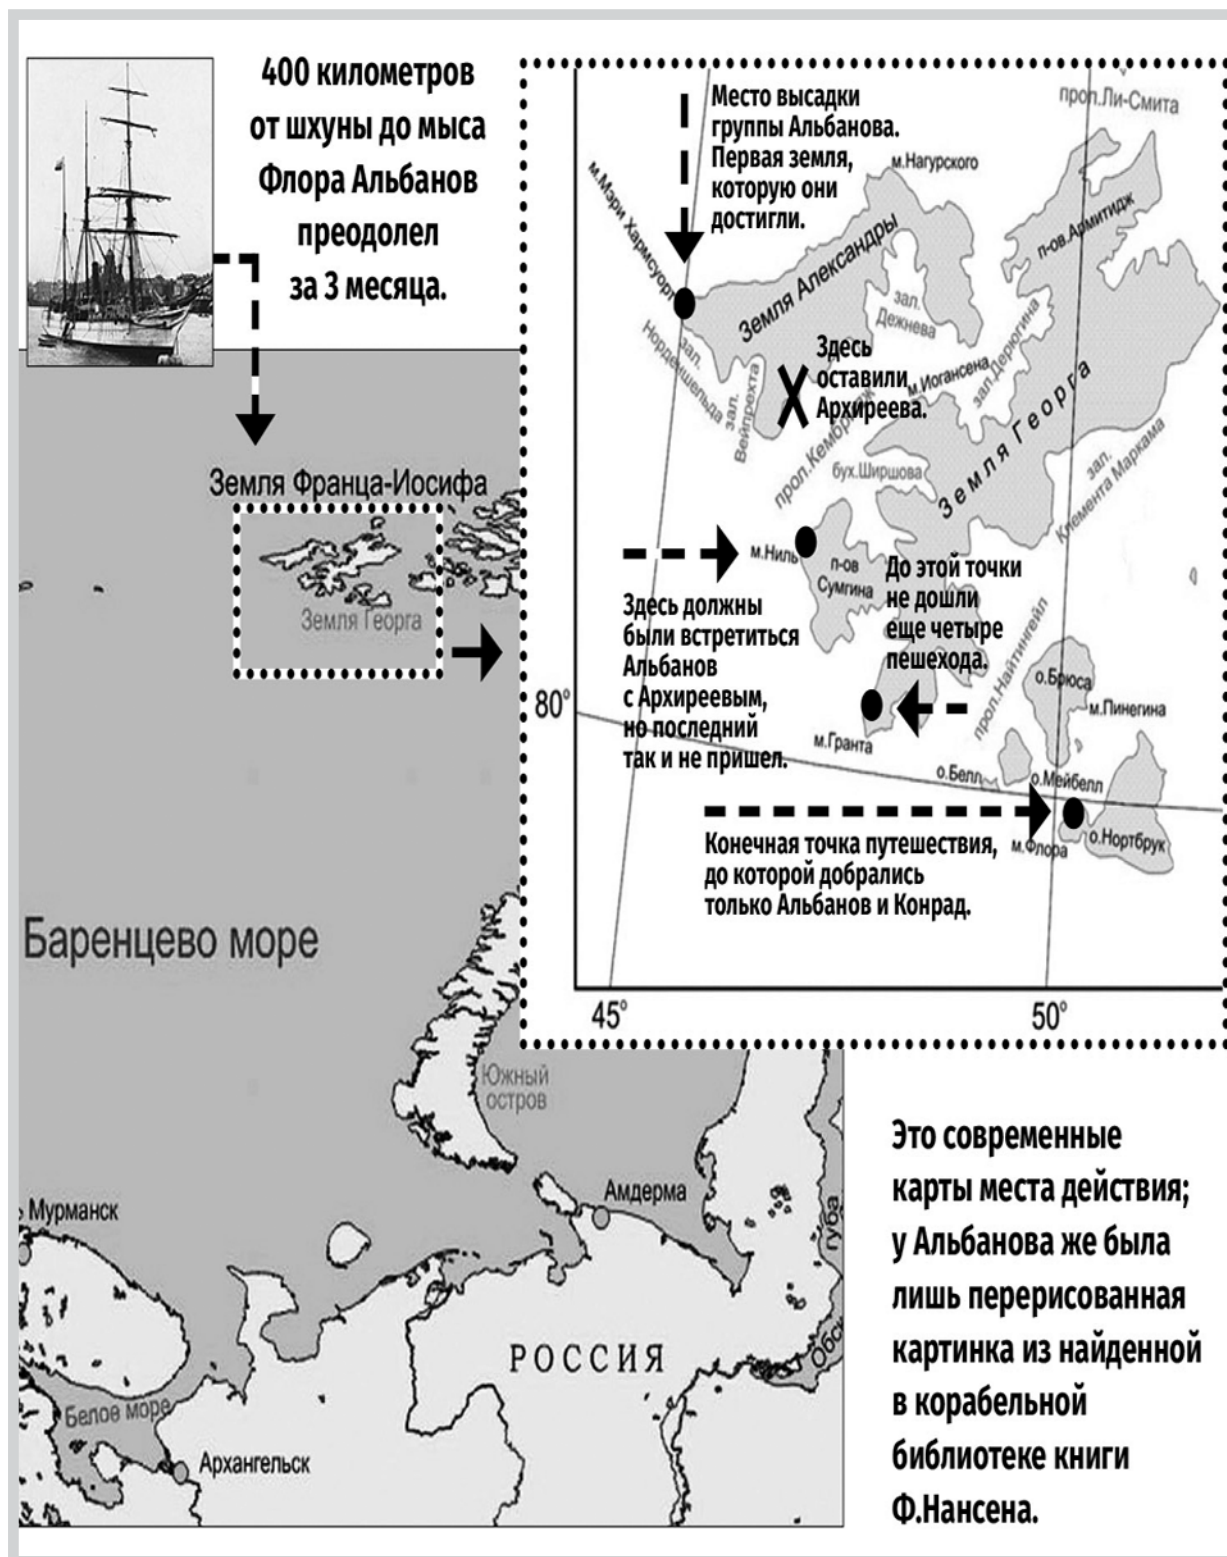 400 километров
от шхуны до мыса
Флора Альбанов
преодолел
за 3 месяца.
Место высадки
группы Альбанова.
Первая земля,
которую они
достигли.
прол.Ли-Смита
м.Нагурского
м.Мэри Хармсуорт
п-ов.Армитидж
Земля Александры
зал.
Дежнева
зал.
Норденшельда
зал.
Вейпрехта
Здесь
оставили
Архиреева.
м.Иогансена
зал.Дерюгина
прол.Кембридж
Земля Георга
бух.Ширшова
зал.
Клемента Маркама
м.Ниль
п-ов
Сумгина
До этой точки
не дошли
еще четыре
пешехода.
Здесь должны
были встретиться
Альбанов
с Архиреевым,
но последний
так и не пришел.
прол.Найтингейл
о.Брюса
м.Пинегина
80°
м.Гранта
о.Белл
о.Мейбелл
м.Флора
о.Нортбрук
Конечная точка путешествия,
до которой добрались
только Альбанов и Конрад.
45°
50°
Земля Франца-Иосифа
Земля Георга
Баренцево море
Южный
остров
Мурманск
Амдерма
губа
Обск
РОССИЯ
Белое море
Архангельск
Это современные
карты места действия;
у Альбанова же была
лишь перерисованная
картинка из найденной
в корабельной
библиотеке книги
Ф.Нансена.